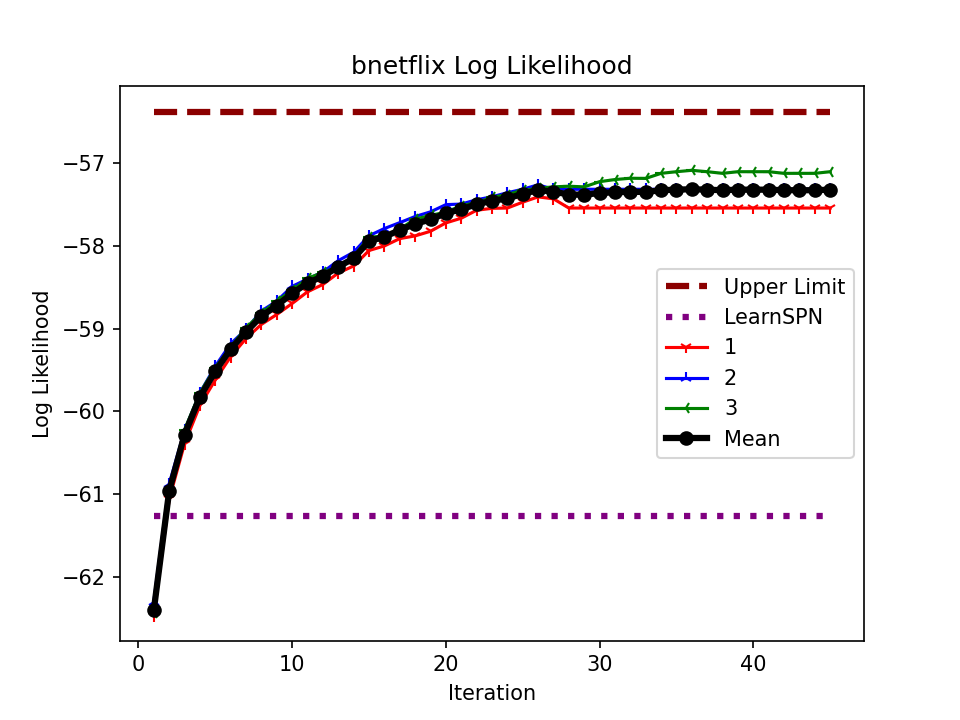 bnetflix Log Likelihood
Log Likelihood
−57
−58
−59
−60
−61
−62
Upper Limit
LearnSPN
1
2
3
Mean
0 10 20 30 40
Iteration